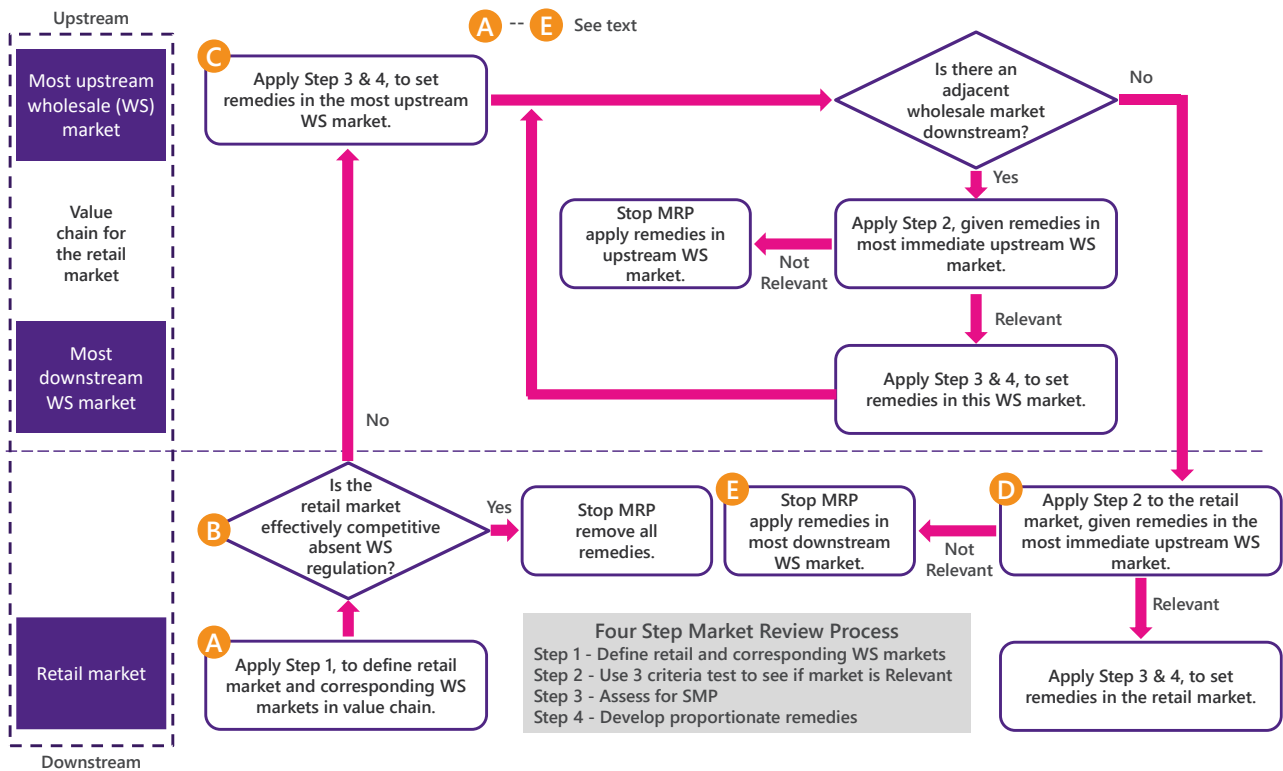 Upstream
A -- E See text
Most upstream
wholesale (WS)
market
C
Apply Step 3 & 4, to set
remedies in the most upstream
WS market.
Is there an
adjacent
wholesale market
downstream?
No
Yes
Value
chain for
the retail
market
Stop MRP
apply remedies in
upstream WS
market.
Not
Relevant
Apply Step 2, given remedies in
most immediate upstream WS
market.
Relevant
Most
downstream
WS market
Apply Step 3 & 4, to set
remedies in this WS market.
No
B
Is the
retail market
effectively competitive
absent WS
regulation?
Yes
Stop MRP
remove all
remedies.
E
Stop MRP
apply remedies in
most downstream
WS market.
Not
Relevant
D
Apply Step 2 to the retail
market, given remedies in the
most immediate upstream WS
market.
Relevant
Retail market
A
Apply Step 1, to define retail
market and corresponding WS
markets in value chain.
Four Step Market Review Process
Step 1 - Define retail and corresponding WS markets
Step 2 - Use 3 criteria test to see if market is Relevant
Step 3 - Assess for SMP
Step 4 - Develop proportionate remedies
Apply Step 3 & 4, to set
remedies in the retail market.
Downstream